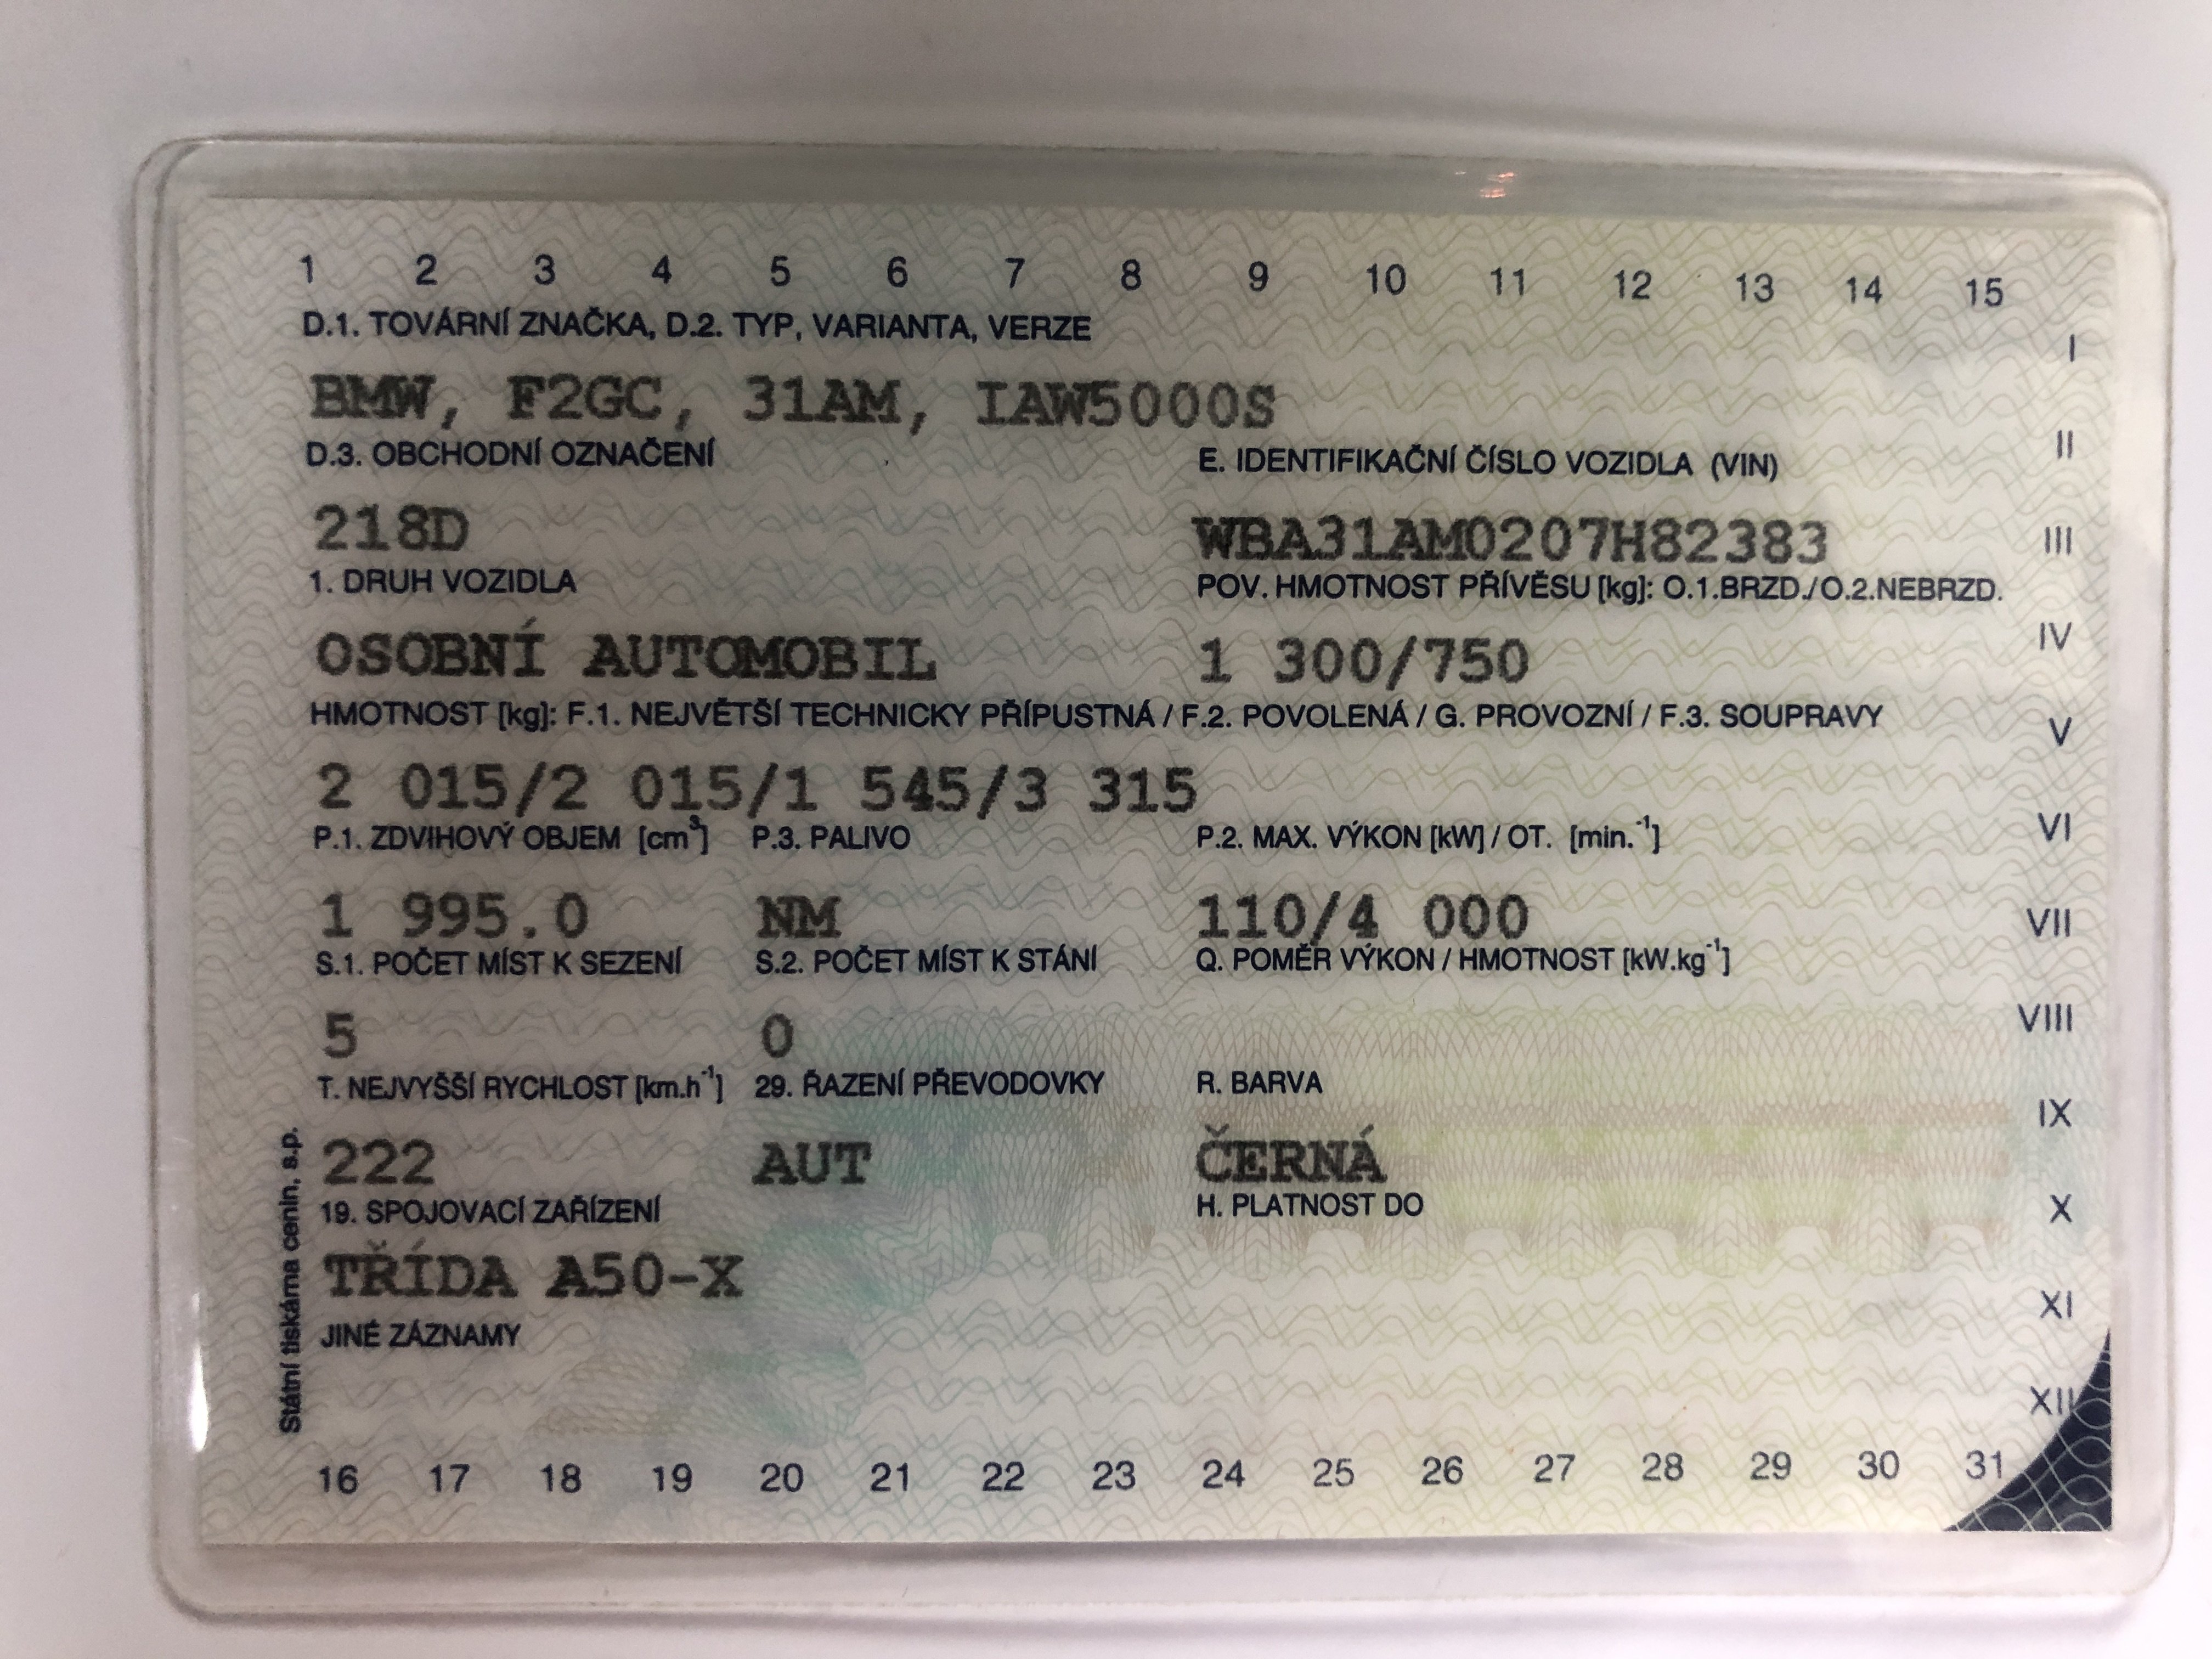 1 2 3 4 5 6 7 8 9 10 11 12 13 14 15
D.1. TOVÁRNÍ ZNAČKA, D.2. TYP, VARIANTA, VERZE
I
BMW, F2GC, 31AM, IAW5000S
D.3. OBCHODNÍ OZNAČENÍ E. IDENTIFIKAČNÍ ČÍSLO VOZIDLA (VIN)
II
218D WBA31AM0207H82383
III
1. DRUH VOZIDLA POV. HMOTNOST PŘÍVĚSU [kg]: O.1.BRZD./O.2.NEBRZD.
OSOBNÍ AUTOMOBIL 1 300/750
IV
HMOTNOST [kg]: F.1. NEJVĚTŠÍ TECHNICKY PŘÍPUSTNÁ / F.2. POVOLENÁ / G. PROVOZNÍ / F.3. SOUPRAVY
V
2 015/2 015/1 545/3 315
P.1. ZDVIHOVÝ OBJEM [cm³] P.3. PALIVO P.2. MAX. VÝKON [kW] / OT. [min.⁻¹]
VI
1 995.0 NM 110/4 000
VII
S.1. POČET MÍST K SEZENÍ S.2. POČET MÍST K STÁNÍ Q. POMĚR VÝKON / HMOTNOST [kW.kg⁻¹]
5 0
VIII
T. NEJVYŠŠÍ RYCHLOST [km.h⁻¹] 29. ŘAZENÍ PŘEVODOVKY R. BARVA
IX
222 AUT ČERNÁ
19. SPOJOVACÍ ZAŘÍZENÍ H. PLATNOST DO
X
TŘÍDA A50-X
XI
JINÉ ZÁZNAMY
XII
Státní tiskárna cenin, s.p.
16 17 18 19 20 21 22 23 24 25 26 27 28 29 30 31